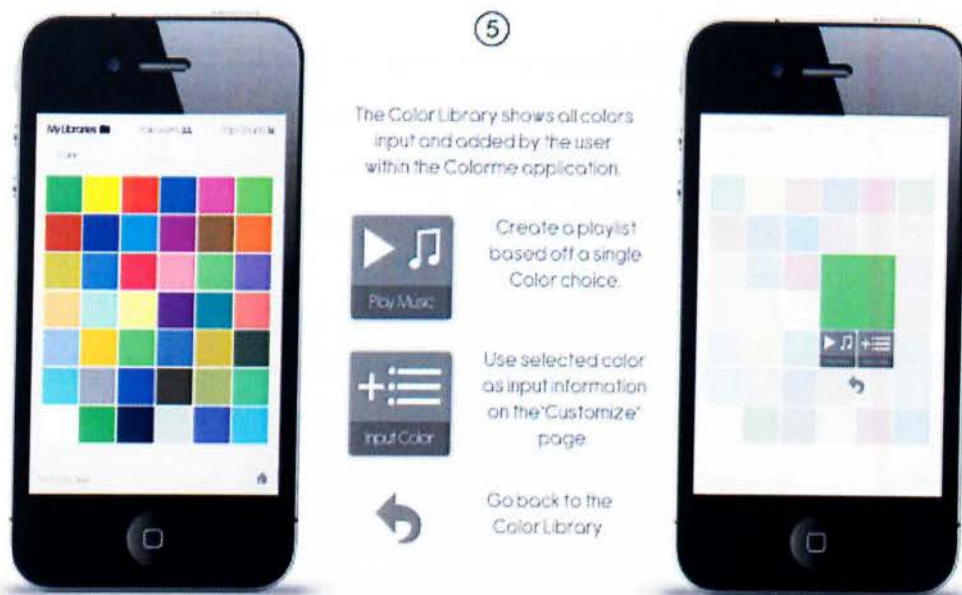 5
My Libraries
Color
The Color Library shows all colors
input and added by the user
within the Colorme application.
Play Music
Create a playlist
based off a single
Color choice.
Input Color
Use selected color
as input information
on the "Customize"
page.
Go back to the
Color Library